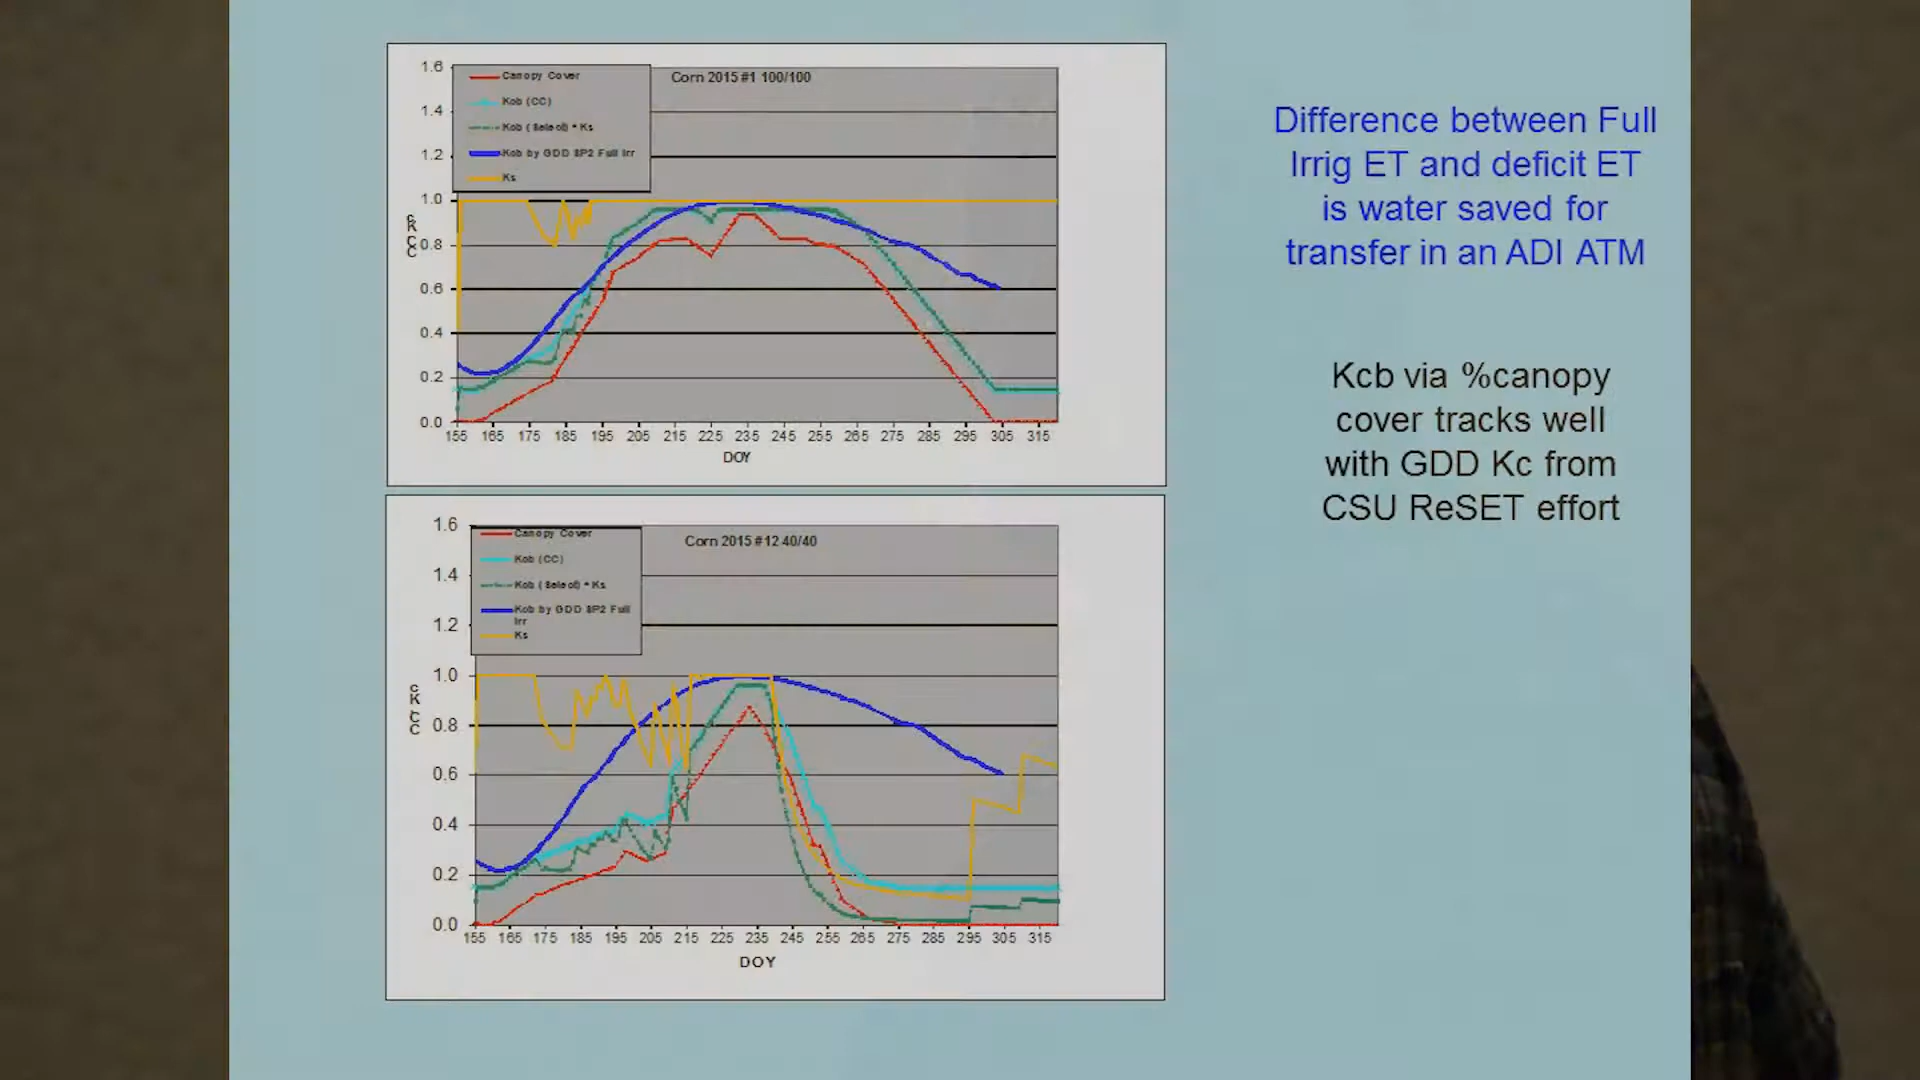 1.6
Canopy Cover
Corn 2015 #1 100/100
Kcb (CC)
1.4
Kcb (Select) * Ks
1.2
Kcb by GDD SP2 Full Irr
Ks
1.0
0.8
0.6
0.4
0.2
0.0
155 165 175 185 195 205 215 225 235 245 255 265 275 285 295 305 315
DOY
1.6
Canopy Cover
Corn 2015 #12 40/40
Kcb (CC)
1.4
Kcb (Select) * Ks
Kcb by GDD SP2 Full
Irr
1.2
Ks
1.0
0.8
0.6
0.4
0.2
0.0
155 165 175 185 195 205 215 225 235 245 255 265 275 285 295 305 315
DOY
Difference between Full
Irrig ET and deficit ET
is water saved for
transfer in an ADI ATM
Kcb via %canopy
cover tracks well
with GDD Kc from
CSU ReSET effort